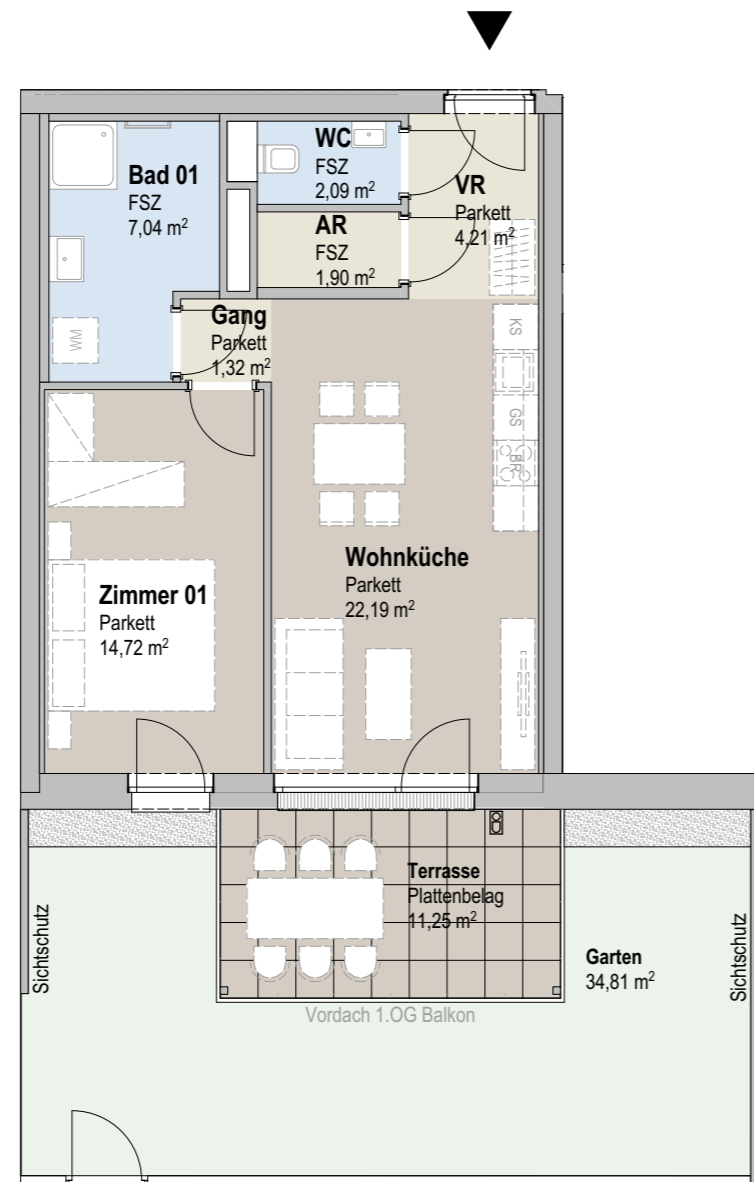 WC
FSZ
2,09 m²
Bad 01
FSZ
7,04 m²
VR
Parkett
4,21 m²
AR
FSZ
1,90 m²
Gang
Parkett
1,32 m²
WM
KS
GS
BR
Wohnküche
Parkett
22,19 m²
Zimmer 01
Parkett
14,72 m²
Terrasse
Plattenbelag
11,25 m²
Sichtschutz
Garten
34,81 m²
Sichtschutz
Vordach 1.OG Balkon